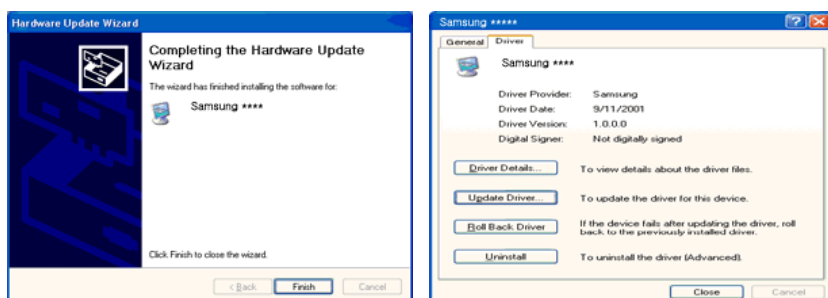 Hardware Update Wizard
Completing the Hardware Update
Wizard
The wizard has finished installing the software for:
Samsung ****
Click Finish to close the wizard.
< Back
Finish
Cancel
Samsung *****
General
Driver
Samsung ****
Driver Provider: Samsung
Driver Date: 9/11/2001
Driver Version: 1.0.0.0
Digital Signer: Not digitally signed
Driver Details... To view details about the driver files.
Update Driver... To update the driver for this device.
Roll Back Driver If the device fails after updating the driver, roll
back to the previously installed driver.
Uninstall To uninstall the driver (Advanced).
Close
Cancel